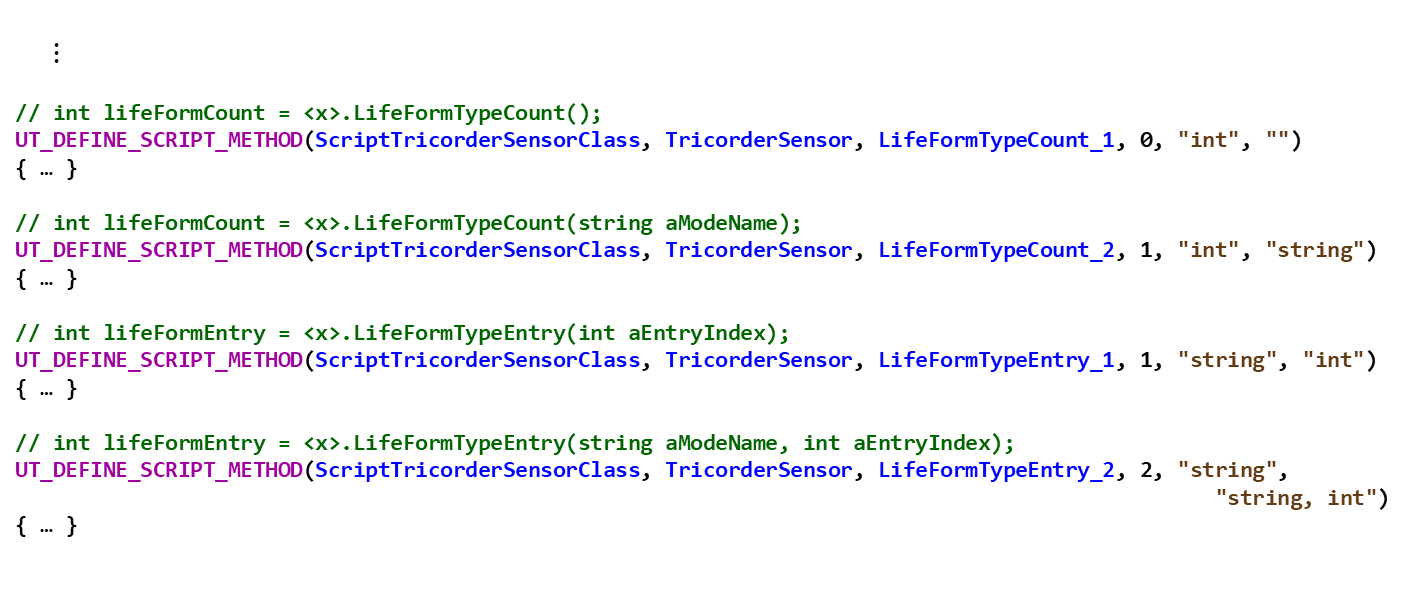 ⋮
// int lifeFormCount = <x>.LifeFormTypeCount();
UT_DEFINE_SCRIPT_METHOD(ScriptTricorderSensorClass, TricorderSensor, LifeFormTypeCount_1, 0, "int", "")
{ … }
// int lifeFormCount = <x>.LifeFormTypeCount(string aModeName);
UT_DEFINE_SCRIPT_METHOD(ScriptTricorderSensorClass, TricorderSensor, LifeFormTypeCount_2, 1, "int", "string")
{ … }
// int lifeFormEntry = <x>.LifeFormTypeEntry(int aEntryIndex);
UT_DEFINE_SCRIPT_METHOD(ScriptTricorderSensorClass, TricorderSensor, LifeFormTypeEntry_1, 1, "string", "int")
{ … }
// int lifeFormEntry = <x>.LifeFormTypeEntry(string aModeName, int aEntryIndex);
UT_DEFINE_SCRIPT_METHOD(ScriptTricorderSensorClass, TricorderSensor, LifeFormTypeEntry_2, 2, "string",
"string, int")
{ … }